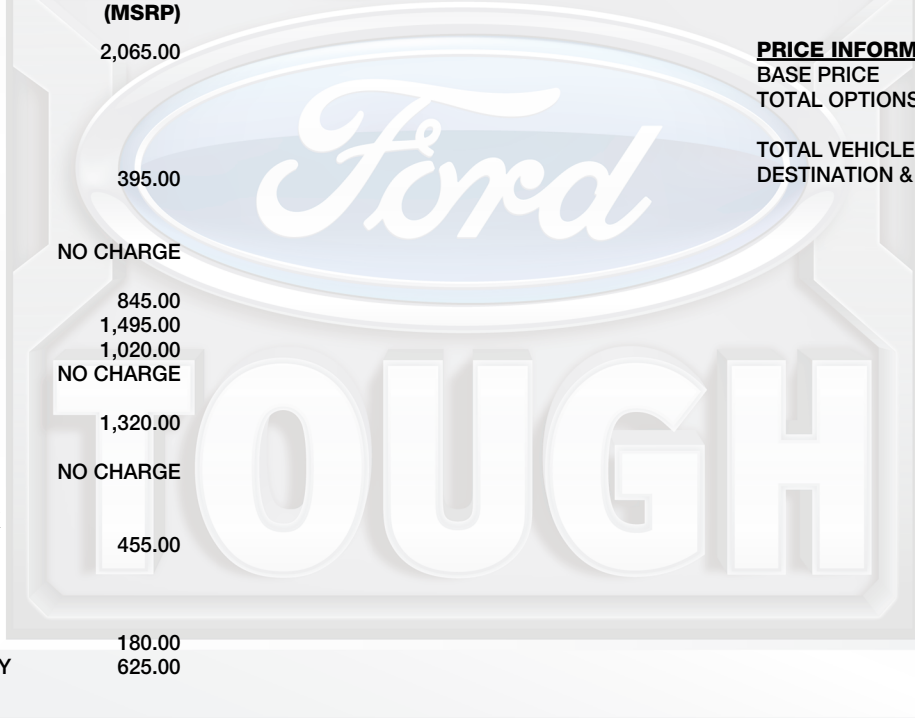 (MSRP)
2,065.00
395.00
NO CHARGE
845.00
1,495.00
1,020.00
NO CHARGE
1,320.00
NO CHARGE
455.00
180.00
Y 625.00
PRICE INFORM
BASE PRICE
TOTAL OPTIONS
TOTAL VEHICLE
DESTINATION &
Ford
TOUGH